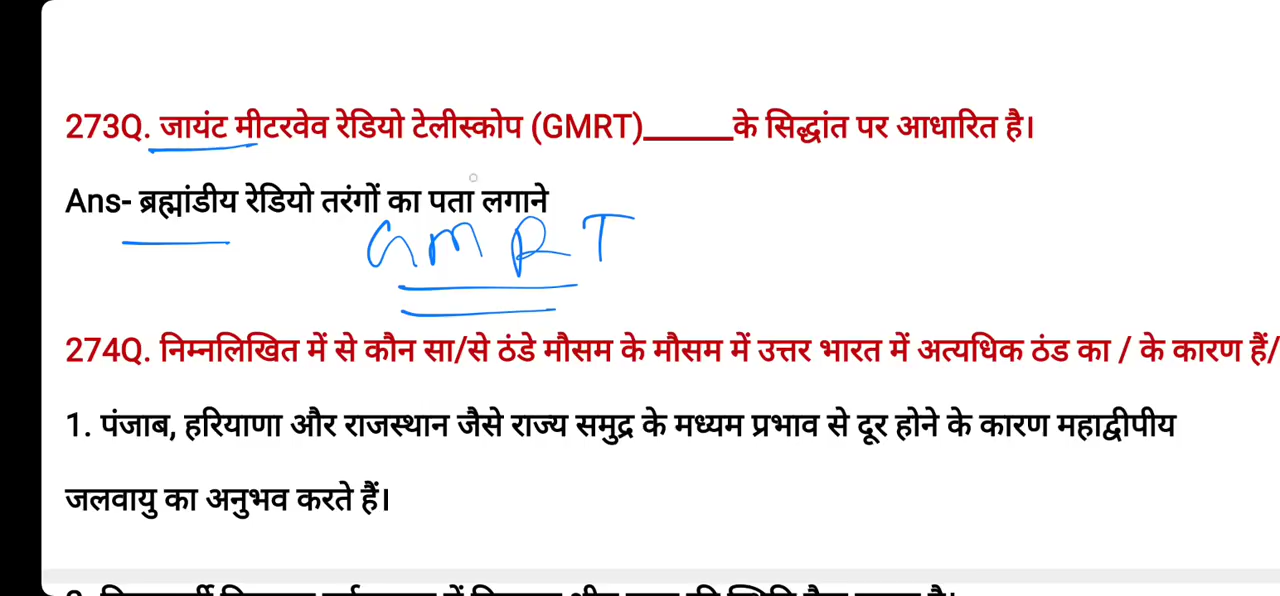 273Q. जायंट मीटरवेव रेडियो टेलीस्कोप (GMRT)______के सिद्धांत पर आधारित है।
Ans- ब्रह्मांडीय रेडियो तरंगों का पता लगाने
GMRT
274Q. निम्नलिखित में से कौन सा/से ठंडे मौसम के मौसम में उत्तर भारत में अत्यधिक ठंड का / के कारण हैं/
1. पंजाब, हरियाणा और राजस्थान जैसे राज्य समुद्र के मध्यम प्रभाव से दूर होने के कारण महाद्वीपीय
जलवायु का अनुभव करते हैं।